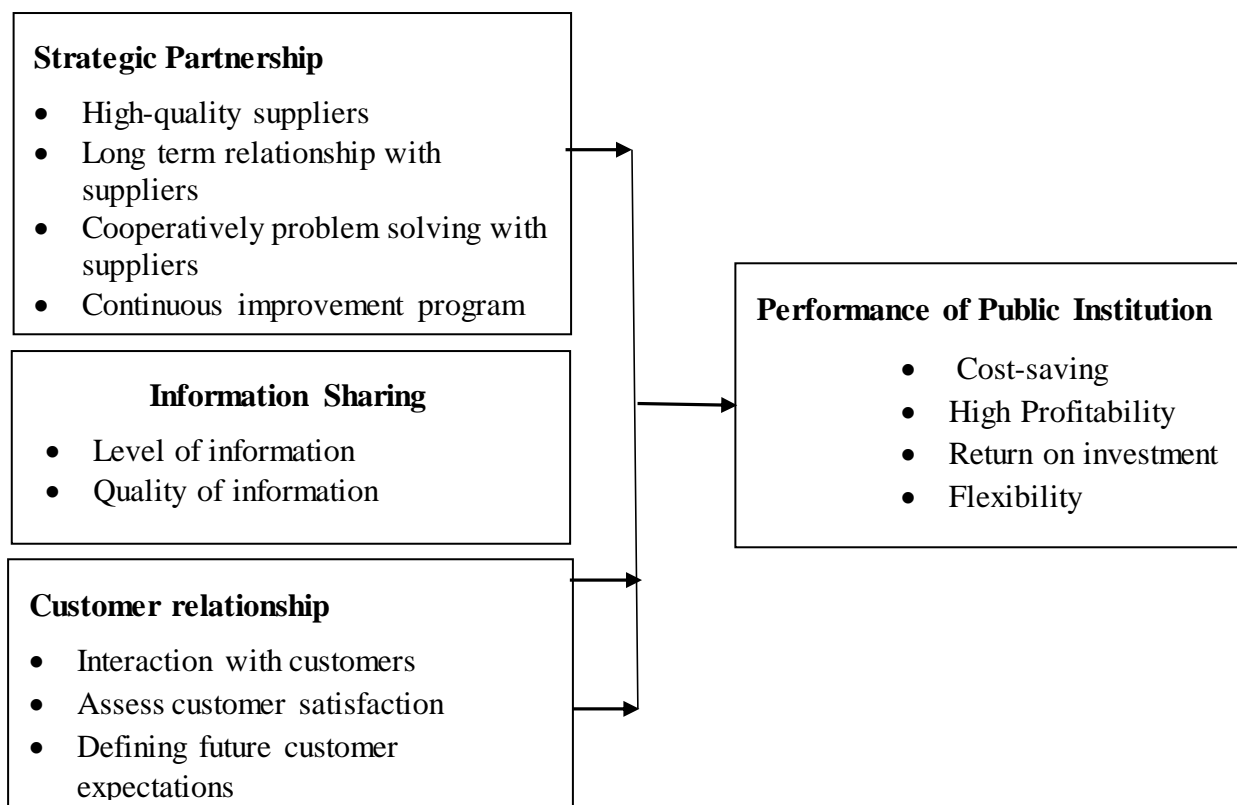 Strategic Partnership
• High-quality suppliers
• Long term relationship with
suppliers
• Cooperatively problem solving with
suppliers
• Continuous improvement program
Information Sharing
• Level of information
• Quality of information
Customer relationship
• Interaction with customers
• Assess customer satisfaction
• Defining future customer
expectations
Performance of Public Institution
• Cost-saving
• High Profitability
• Return on investment
• Flexibility